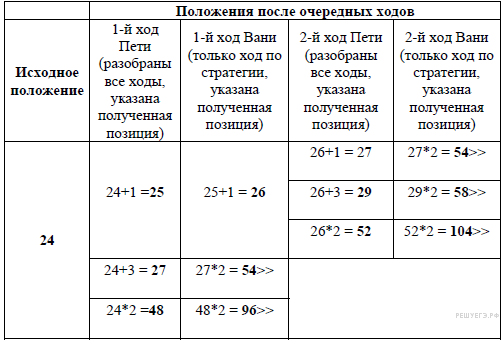 Положения после очередных ходов
Исходное
положение
1-й ход
Пети
(разобраны
все ходы,
указана
полученная
позиция)
1-й ход Вани
(только ход по
стратегии,
указана
полученная
позиция)
2-й ход Пети
(разобраны
все ходы,
указана
полученная
позиция)
2-й ход Вани
(только ход по
стратегии,
указана
полученная
позиция)
24
24+1 =25
25+1 = 26
26+1 = 27
27*2 = 54>>
26+3 = 29
29*2 = 58>>
26*2 = 52
52*2 = 104>>
24+3 = 27
27*2 = 54>>
24*2 =48
48*2 = 96>>
РЕШУЕГЭ.РФ